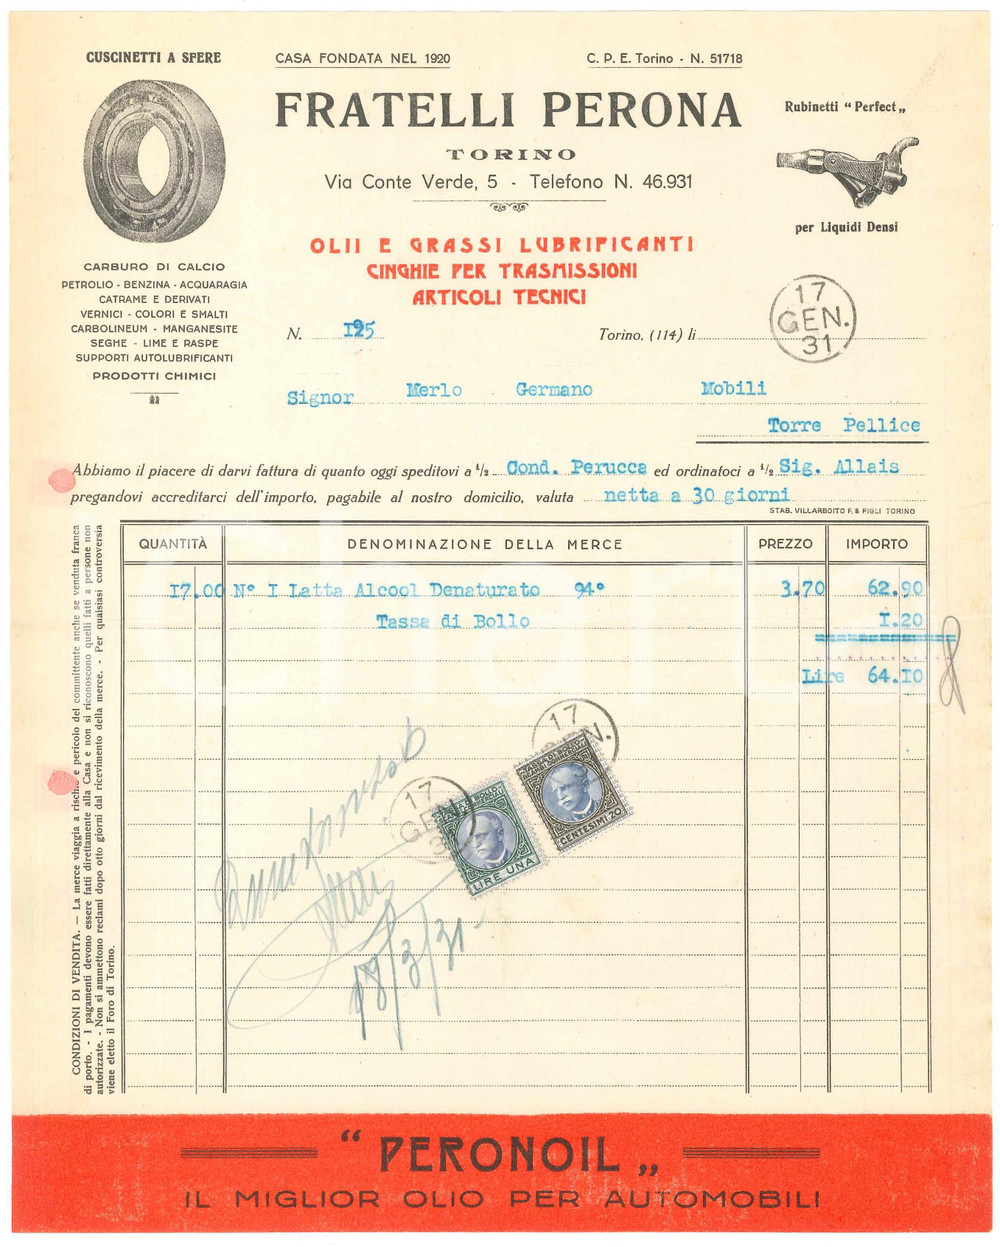 CUSCINETTI A SFERE
CASA FONDATA NEL 1920
C. P. E. Torino - N. 51718
FRATELLI PERONA
TORINO
Via Conte Verde, 5 - Telefono N. 46.931
Rubinetti “ Perfect „
per Liquidi Densi
OLII E GRASSI LUBRIFICANTI
CINGHIE PER TRASMISSIONI
ARTICOLI TECNICI
CARBURO DI CALCIO
PETROLIO - BENZINA - ACQUARAGIA
CATRAME E DERIVATI
VERNICI - COLORI E SMALTI
CARBOLINEUM - MANGANESITE
SEGHE - LIME E RASPE
SUPPORTI AUTOLUBRIFICANTI
PRODOTTI CHIMICI
N. I95
Torino, (114) li
17
GEN.
31
Signor Merlo Germano Mobili
Torre Pellice
Abbiamo il piacere di darvi fattura di quanto oggi speditovi a ½ Cond. Perucca ed ordinatoci a ½ Sig. Allais
pregandovi accreditarci dell'importo, pagabile al nostro domicilio, valuta netta a 30 giorni
STAB. VILLARBOITO F. & FIGLI TORINO
QUANTITÀ DENOMINAZIONE DELLA MERCE PREZZO IMPORTO
I7.00 N° I Latta Alcool Denaturato 94° 3.70 62.90
Tassa di Bollo I.20
Lire 64.I0
17
N.
CENTESIMI 20
17
GEN
3
LIRE UNA
18/3/31
CONDIZIONI DI VENDITA. — La merce viaggia a rischio e pericolo del committente anche se venduta franca
di porto. - I pagamenti devono essere fatti direttamente alla Casa e non si riconoscono quelli fatti a persone non
autorizzate. - Non si ammettono reclami dopo otto giorni dal ricevimento della merce. - Per qualsiasi controversia
viene eletto il Foro di Torino.
“ PERONOIL „
IL MIGLIOR OLIO PER AUTOMOBILI